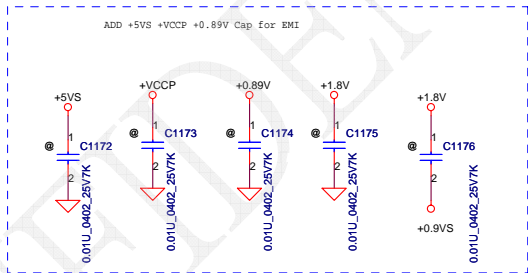 ADD +5VS +VCCP +0.89V Cap for EMI
+5VS
1
@
C1172
2
0.01U_0402_25V7K
+VCCP
1
@
C1173
2
0.01U_0402_25V7K
+0.89V
1
@
C1174
2
0.01U_0402_25V7K
+1.8V
1
@
C1175
2
0.01U_0402_25V7K
+1.8V
1
@
C1176
2
0.01U_0402_25V7K
+0.9VS